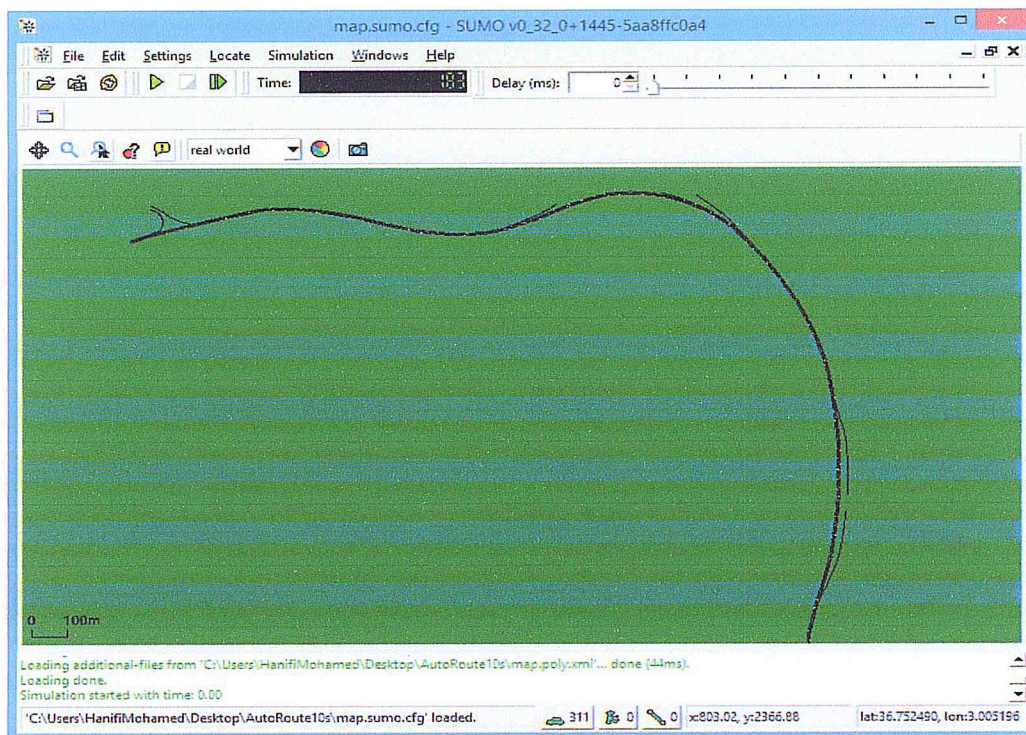 map.sumo.cfg - SUMO v0_32_0+1445-5aa8ffc0a4
File Edit Settings Locate Simulation Windows Help
Time: Delay (ms): 0
real world
0 100m
Loading additional-files from 'C:\Users\HanifiMohamed\Desktop\AutoRoute10s\map.poly.xml'... done (44ms).
Loading done.
Simulation started with time: 0.00
'C:\Users\HanifiMohamed\Desktop\AutoRoute10s\map.sumo.cfg' loaded. 311 0 0 x:803.02, y:2366.88 lat:36.752490, lon:3.005196